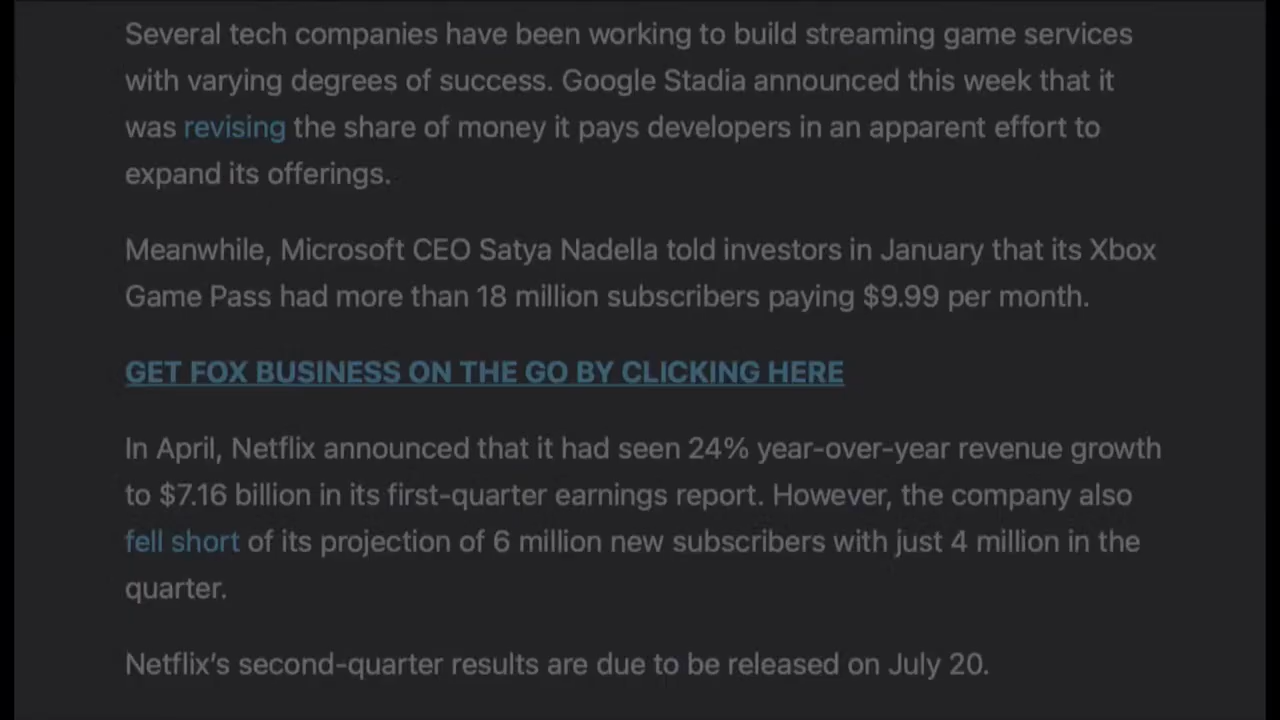 Several tech companies have been working to build streaming game services
with varying degrees of success. Google Stadia announced this week that it
was revising the share of money it pays developers in an apparent effort to
expand its offerings.
Meanwhile, Microsoft CEO Satya Nadella told investors in January that its Xbox
Game Pass had more than 18 million subscribers paying $9.99 per month.
GET FOX BUSINESS ON THE GO BY CLICKING HERE
In April, Netflix announced that it had seen 24% year-over-year revenue growth
to $7.16 billion in its first-quarter earnings report. However, the company also
fell short of its projection of 6 million new subscribers with just 4 million in the
quarter.
Netflix’s second-quarter results are due to be released on July 20.